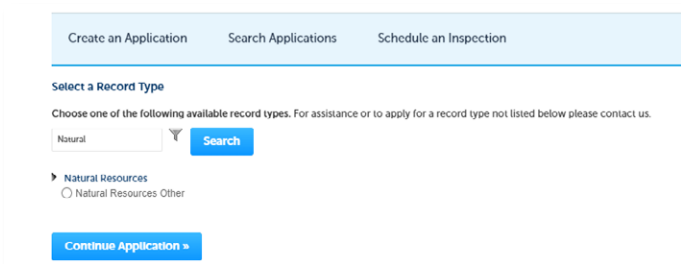 Create an Application Search Applications Schedule an Inspection
Select a Record Type
Choose one of the following available record types. For assistance or to apply for a record type not listed below please contact us.
Natural Search
Natural Resources
Natural Resources Other
Continue Application »